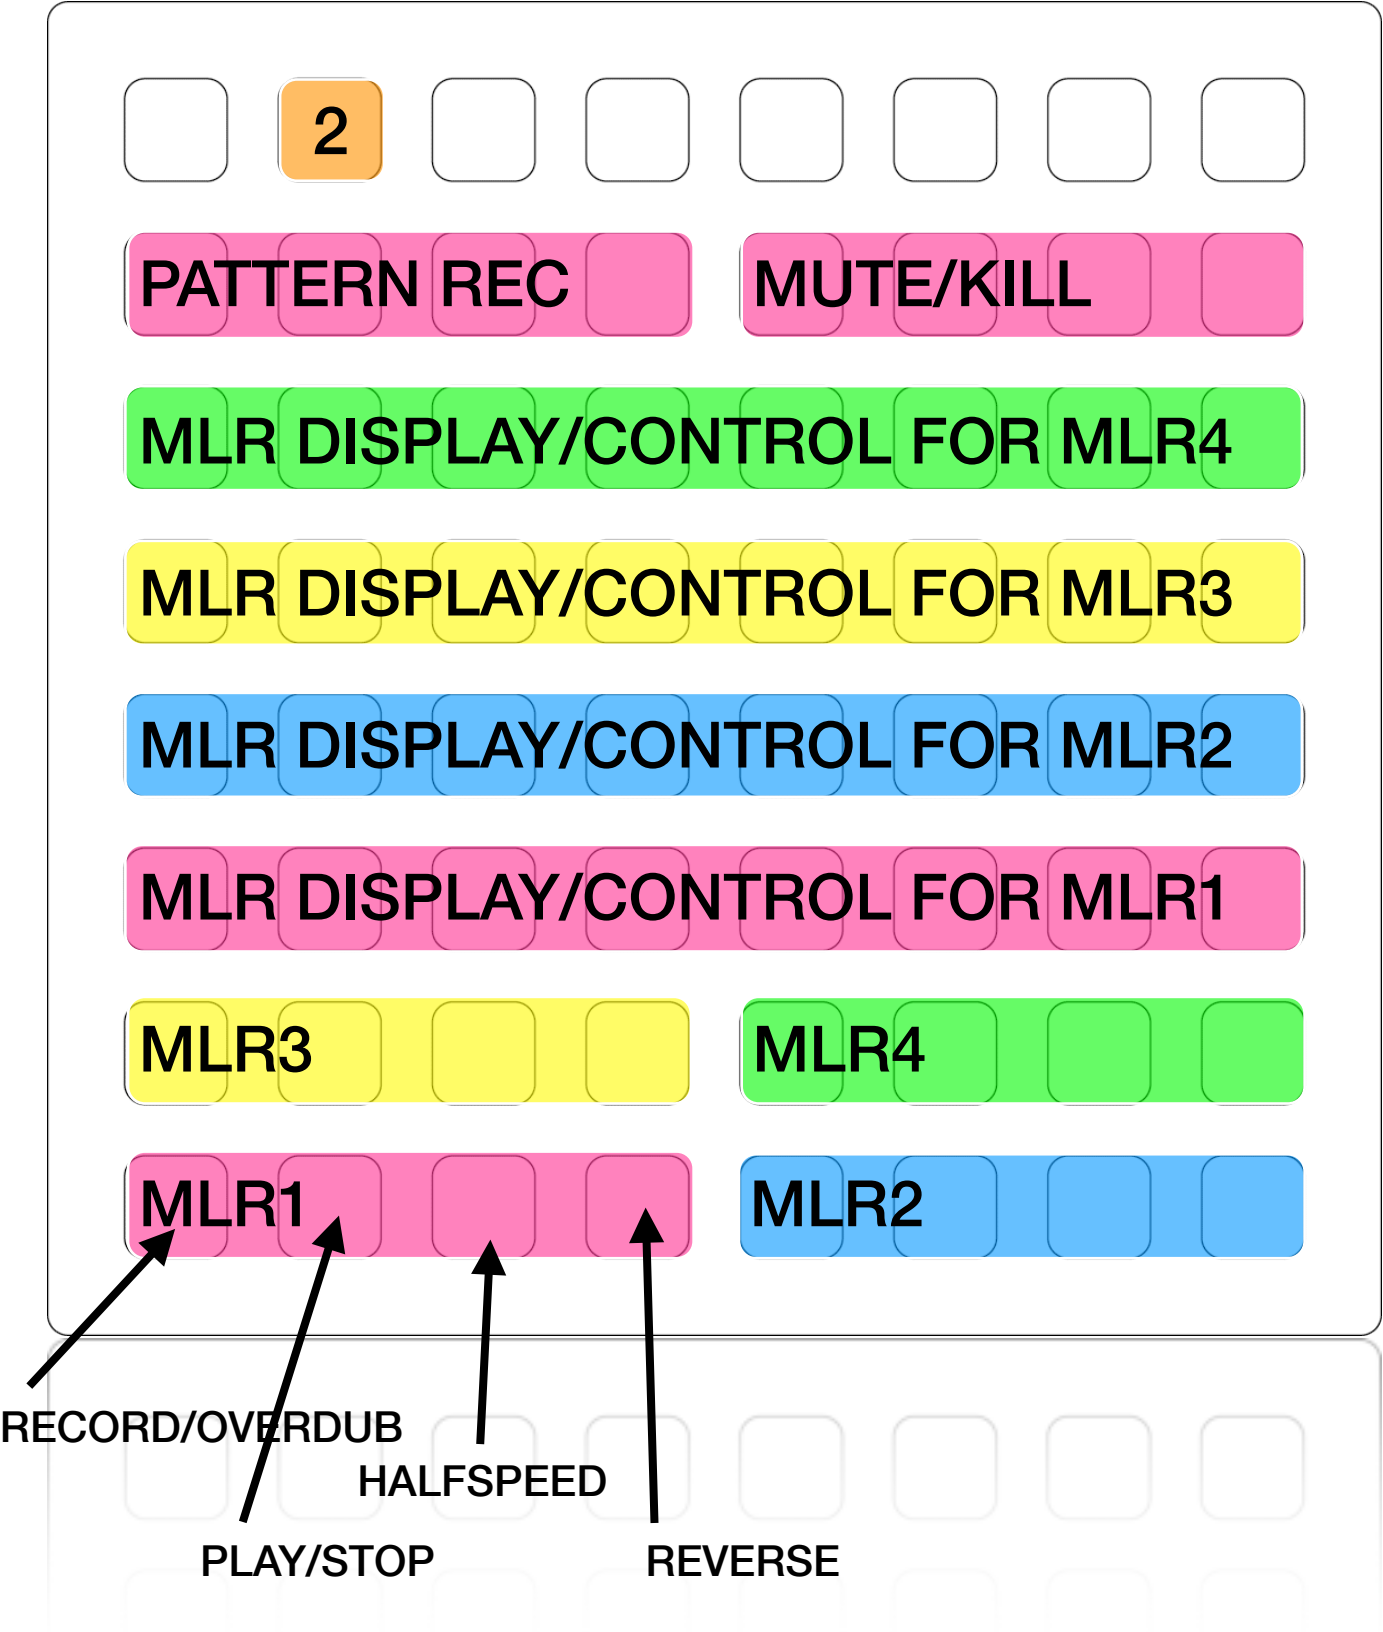 2
PATTERN REC
MUTE/KILL
MLR DISPLAY/CONTROL FOR MLR4
MLR DISPLAY/CONTROL FOR MLR3
MLR DISPLAY/CONTROL FOR MLR2
MLR DISPLAY/CONTROL FOR MLR1
MLR3
MLR4
MLR1
MLR2
RECORD/OVERDUB
HALFSPEED
PLAY/STOP
REVERSE